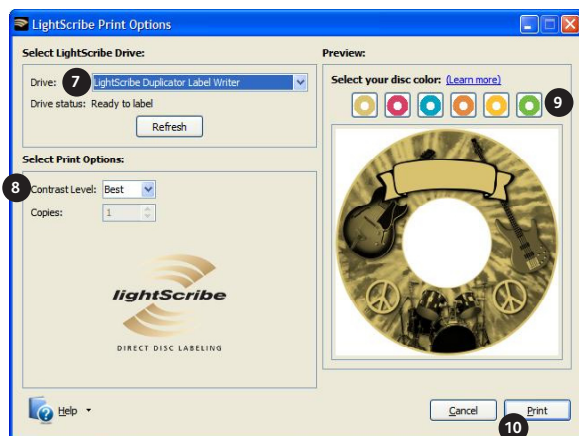 LightScribe Print Options
Select LightScribe Drive:
Drive: 7 LightScribe Duplicator Label Writer
Drive status: Ready to label
Refresh
Select Print Options:
8 Contrast Level: Best
Copies: 1
lightScribe
DIRECT DISC LABELING
Preview:
Select your disc color: (Learn more)
9
Help
Cancel
Print
10